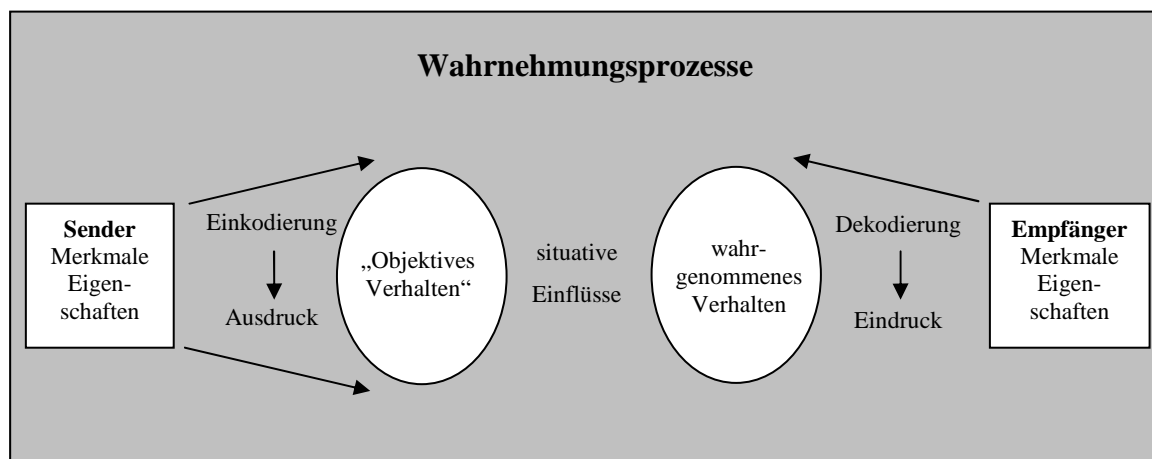 Wahrnehmungsprozesse
Sender
Merkmale
Eigen-
schaften
Einkodierung
Ausdruck
„Objektives
Verhalten“
situative
Einflüsse
wahr-
genommenes
Verhalten
Dekodierung
Eindruck
Empfänger
Merkmale
Eigen-
schaften